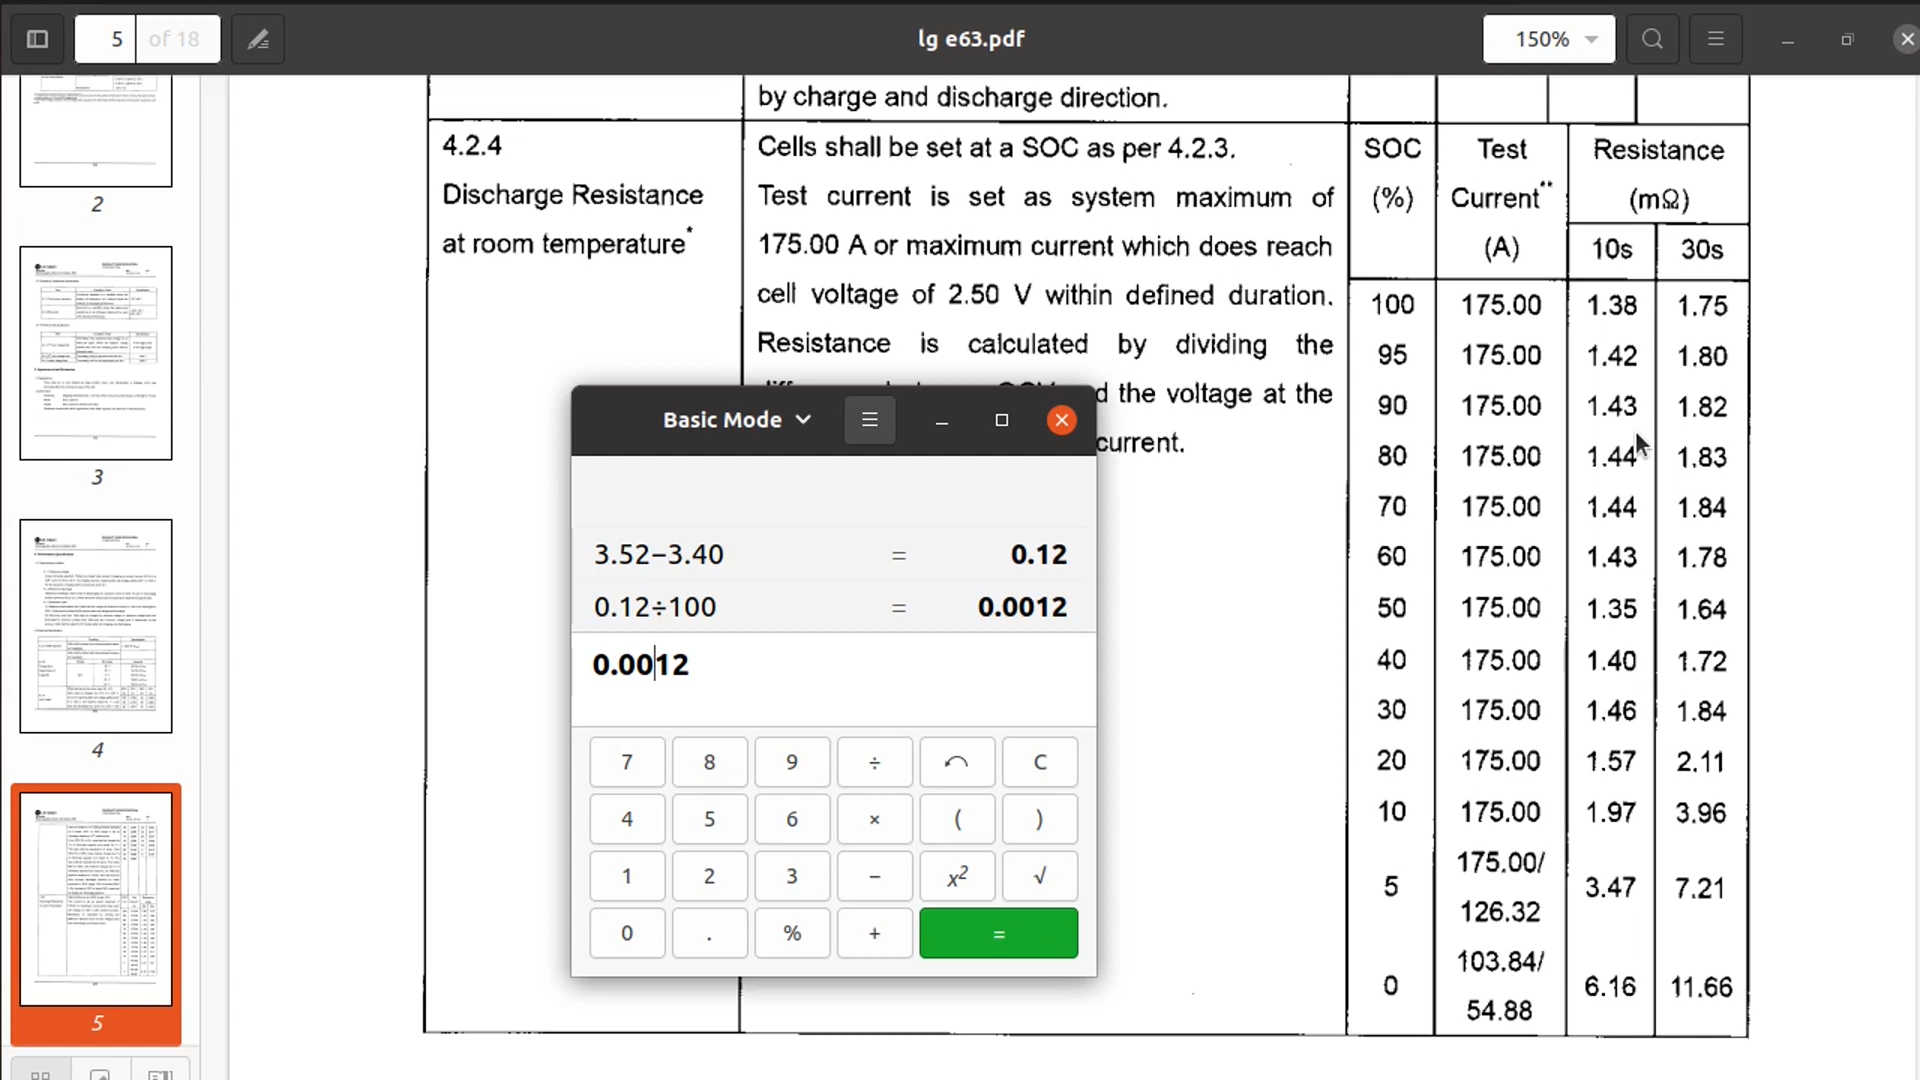 5 of 18
lg e63.pdf
150%
2
3
4
5
by charge and discharge direction.
4.2.4
Discharge Resistance
at room temperature*
Cells shall be set at a SOC as per 4.2.3.
Test current is set as system maximum of
175.00 A or maximum current which does reach
cell voltage of 2.50 V within defined duration.
Resistance is calculated by dividing the
d the voltage at the
current.
SOC (%) Test Current** (A) Resistance (mΩ)
10s 30s
100 175.00 1.38 1.75
95 175.00 1.42 1.80
90 175.00 1.43 1.82
80 175.00 1.44 1.83
70 175.00 1.44 1.84
60 175.00 1.43 1.78
50 175.00 1.35 1.64
40 175.00 1.40 1.72
30 175.00 1.46 1.84
20 175.00 1.57 2.11
10 175.00 1.97 3.96
5 175.00/ 126.32 3.47 7.21
0 103.84/ 54.88 6.16 11.66
Basic Mode
3.52−3.40 = 0.12
0.12÷100 = 0.0012
0.0012
7 8 9 ÷ C
4 5 6 × ( )
1 2 3 − x² √
0 . % + =